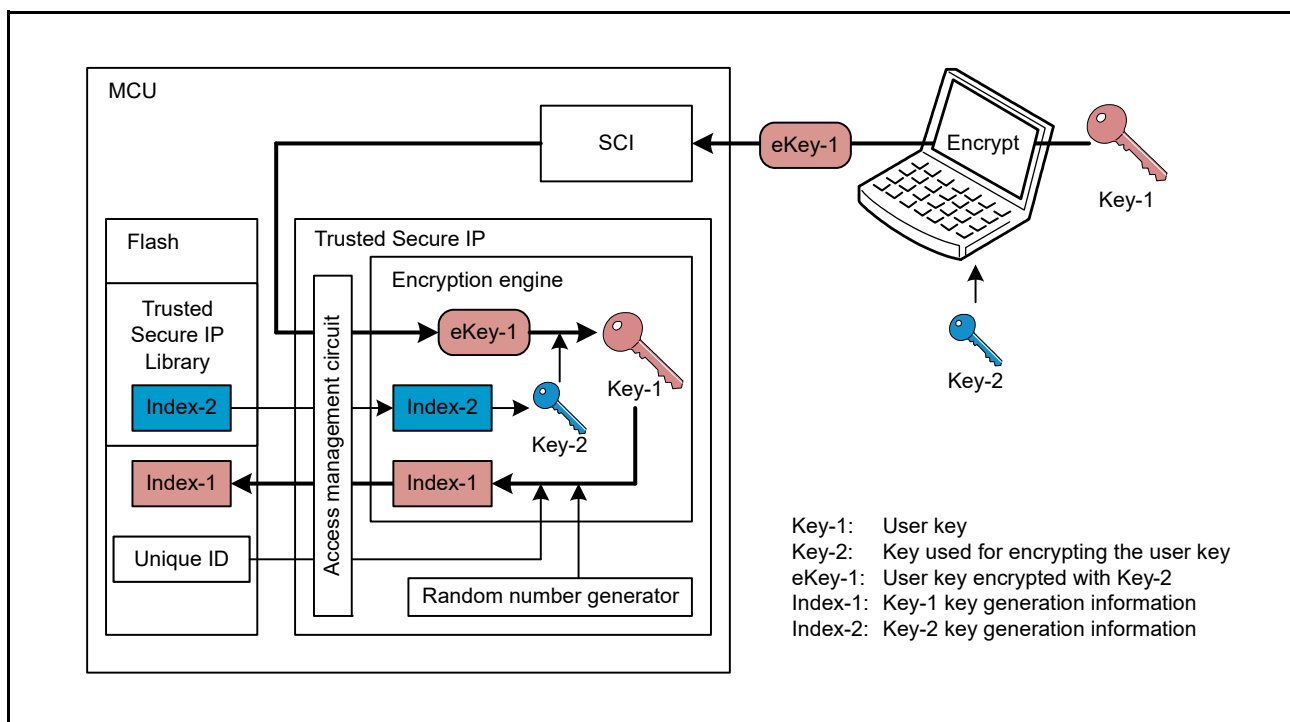 MCU
SCI
eKey-1
Encrypt
Key-1
Flash
Trusted Secure IP
Encryption engine
Trusted
Secure IP
Library
Access management circuit
eKey-1
Key-1
Key-2
Index-2
Index-2
Key-2
Index-1
Index-1
Unique ID
Random number generator
Key-1: User key
Key-2: Key used for encrypting the user key
eKey-1: User key encrypted with Key-2
Index-1: Key-1 key generation information
Index-2: Key-2 key generation information